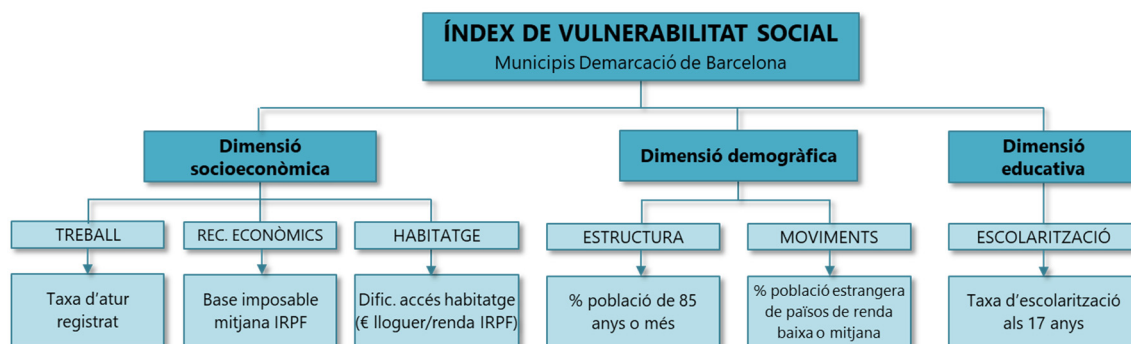 ÍNDEX DE VULNERABILITAT SOCIAL
Municipis Demarcació de Barcelona
Dimensió
socioeconòmica
Dimensió demogràfica
Dimensió
educativa
TREBALL
REC. ECONÒMICS
HABITATGE
ESTRUCTURA
MOVIMENTS
ESCOLARITZACIÓ
Taxa d'atur
registrat
Base imposable
mitjana IRPF
Dific. accés habitatge
(€ lloguer/renda IRPF)
% població de 85
anys o més
% població estrangera
de països de renda
baixa o mitjana
Taxa d'escolarització
als 17 anys